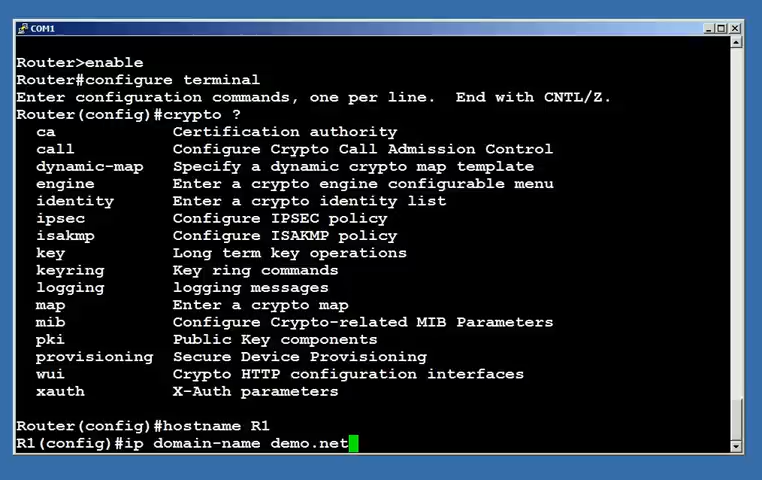 COM1
Router>enable
Router#configure terminal
Enter configuration commands, one per line.  End with CNTL/Z.
Router(config)#crypto ?
  ca            Certification authority
  call          Configure Crypto Call Admission Control
  dynamic-map   Specify a dynamic crypto map template
  engine        Enter a crypto engine configurable menu
  identity      Enter a crypto identity list
  ipsec         Configure IPSEC policy
  isakmp        Configure ISAKMP policy
  key           Long term key operations
  keyring       Key ring commands
  logging       logging messages
  map           Enter a crypto map
  mib           Configure Crypto-related MIB Parameters
  pki           Public Key components
  provisioning  Secure Device Provisioning
  wui           Crypto HTTP configuration interfaces
  xauth         X-Auth parameters
Router(config)#hostname R1
R1(config)#ip domain-name demo.net